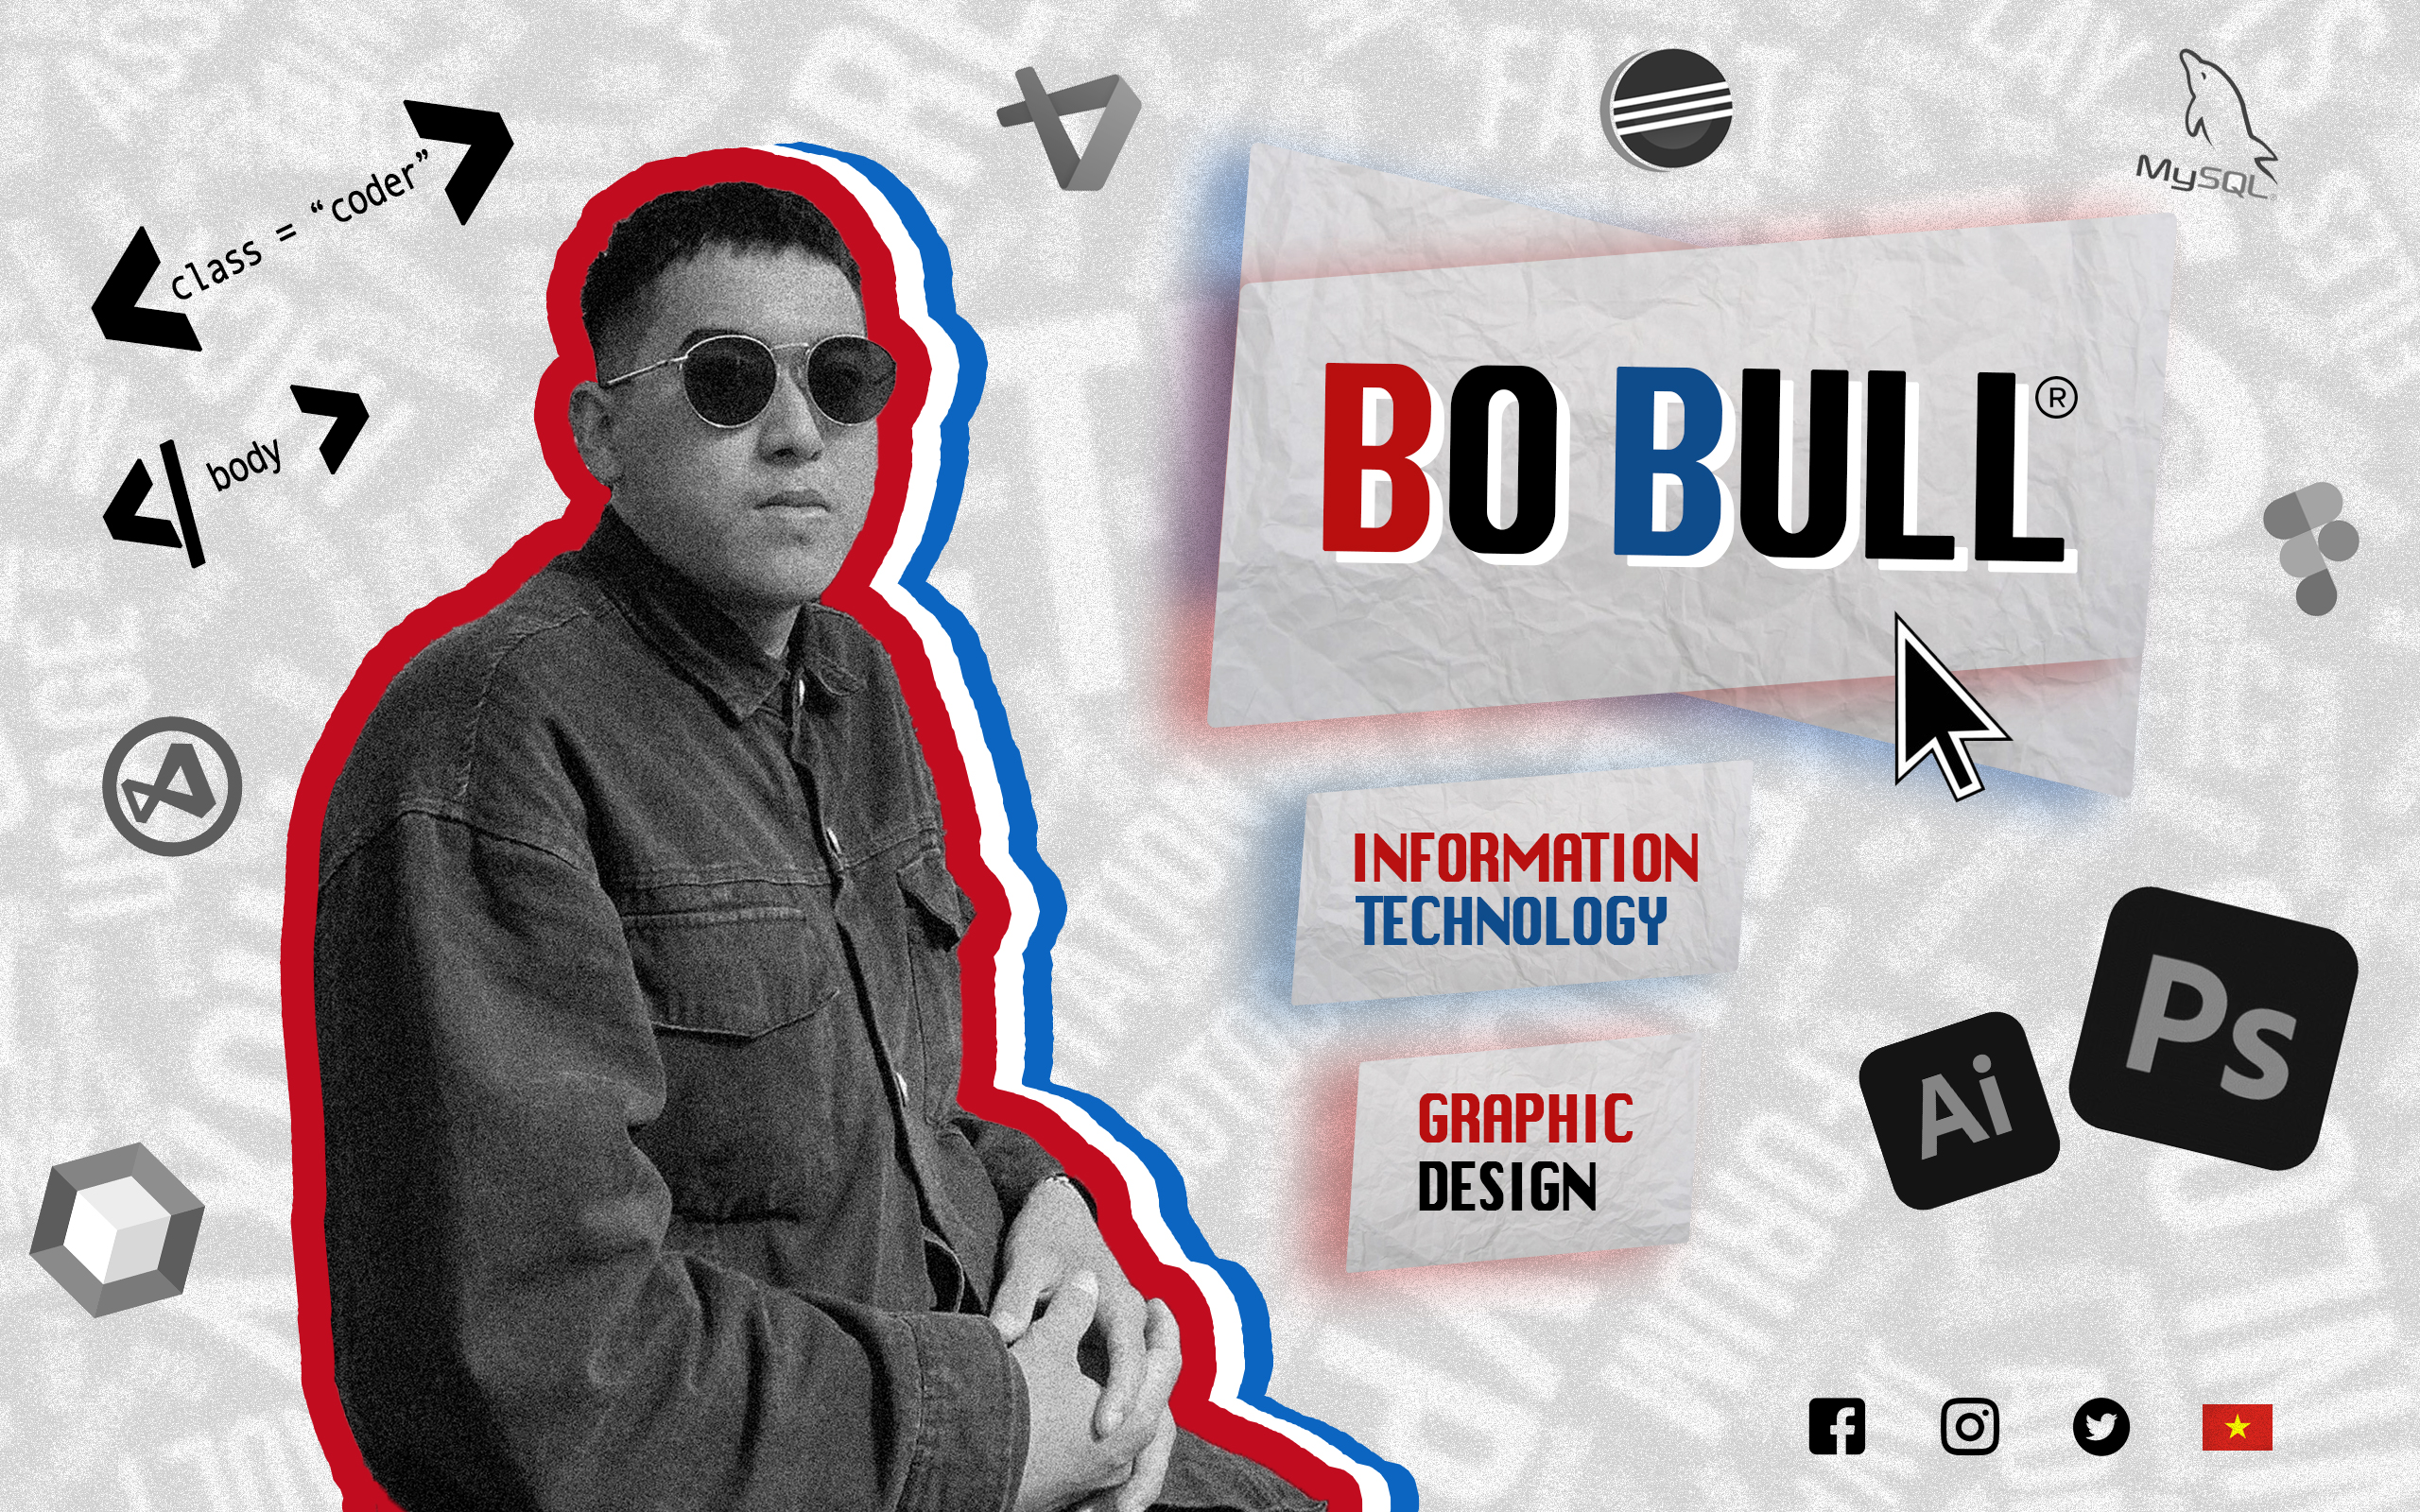 < class = “coder” >
</ body >
MySQL
BO BULL®
INFORMATION
TECHNOLOGY
GRAPHIC
DESIGN
Ai
Ps